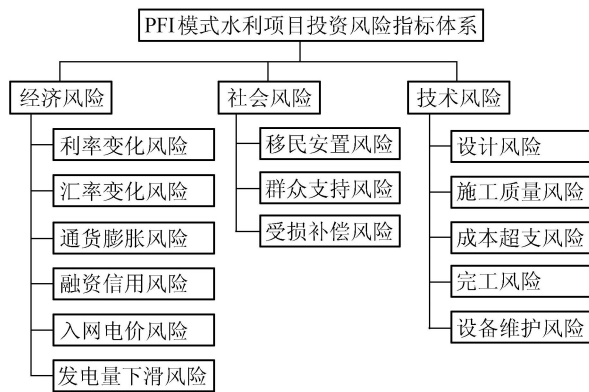 PFI模式水利项目投资风险指标体系
经济风险
利率变化风险
汇率变化风险
通货膨胀风险
融资信用风险
入网电价风险
发电量下滑风险
社会风险
移民安置风险
群众支持风险
受损补偿风险
技术风险
设计风险
施工质量风险
成本超支风险
完工风险
设备维护风险